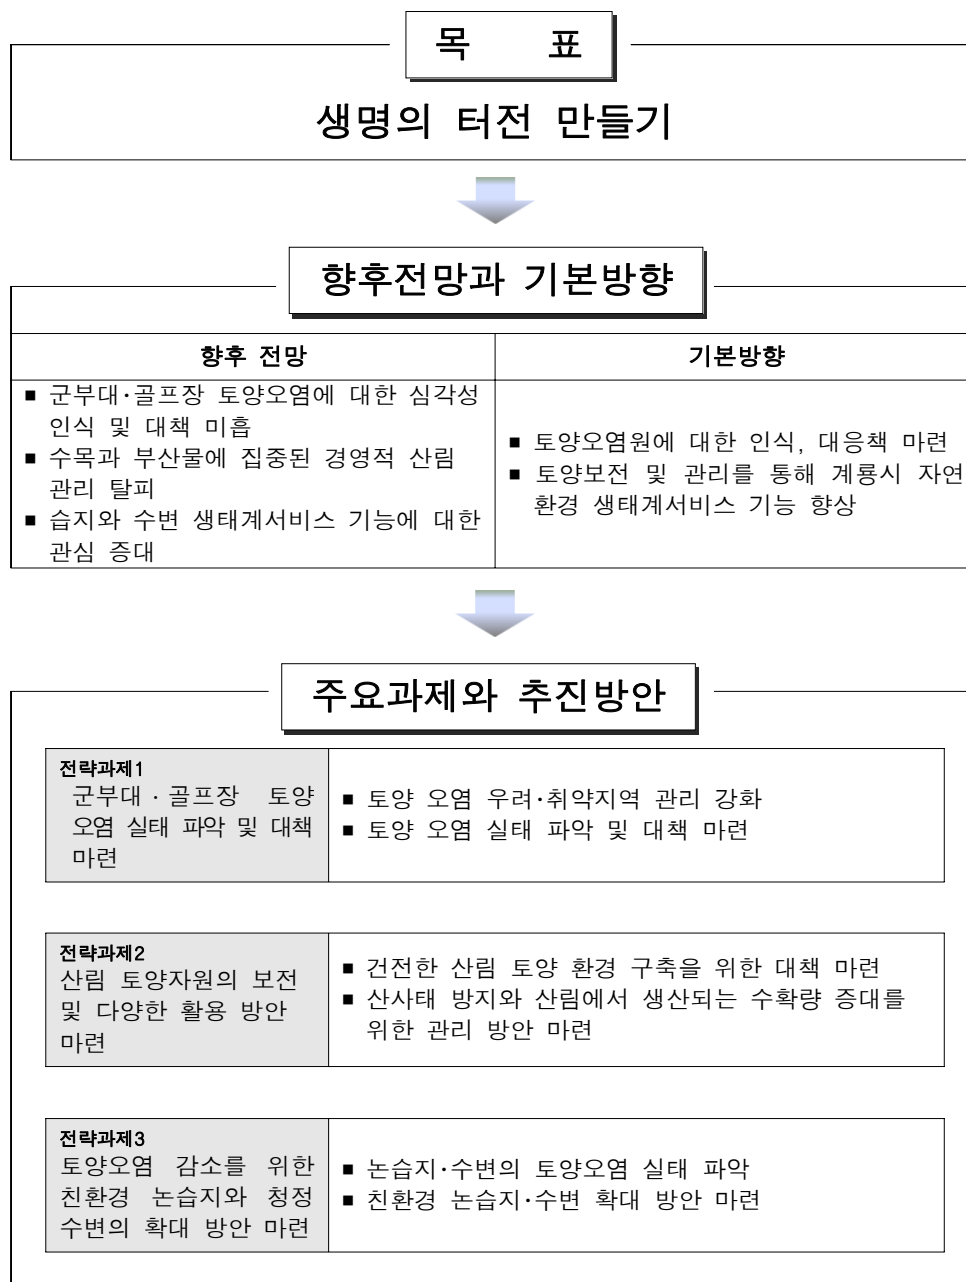 목 표
생명의 터전 만들기
향후전망과 기본방향
향후 전망
기본방향
■ 군부대·골프장 토양오염에 대한 심각성
인식 및 대책 미흡
■ 수목과 부산물에 집중된 경영적 산림
관리 탈피
■ 습지와 수변 생태계서비스 기능에 대한
관심 증대
■ 토양오염원에 대한 인식, 대응책 마련
■ 토양보전 및 관리를 통해 계룡시 자연
환경 생태계서비스 기능 향상
주요과제와 추진방안
전략과제1
군부대·골프장 토양
오염 실태 파악 및 대책
마련
■ 토양 오염 우려·취약지역 관리 강화
■ 토양 오염 실태 파악 및 대책 마련
전략과제2
산림 토양자원의 보전
및 다양한 활용 방안
마련
■ 건전한 산림 토양 환경 구축을 위한 대책 마련
■ 산사태 방지와 산림에서 생산되는 수확량 증대를
위한 관리 방안 마련
전략과제3
토양오염 감소를 위한
친환경 논습지와 청정
수변의 확대 방안 마련
■ 논습지·수변의 토양오염 실태 파악
■ 친환경 논습지·수변 확대 방안 마련